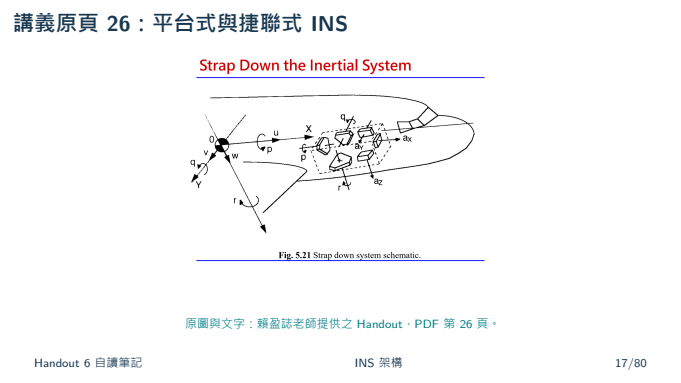 講義原頁 26：平台式與捷聯式 INS
Strap Down the Inertial System
0
u
X
v
w
p
q
Y
r
q
p
aY
aX
r
aZ
Fig. 5.21 Strap down system schematic.
原圖與文字：賴盈誌老師提供之 Handout，PDF 第 26 頁。
Handout 6 自讀筆記
INS 架構
17/80